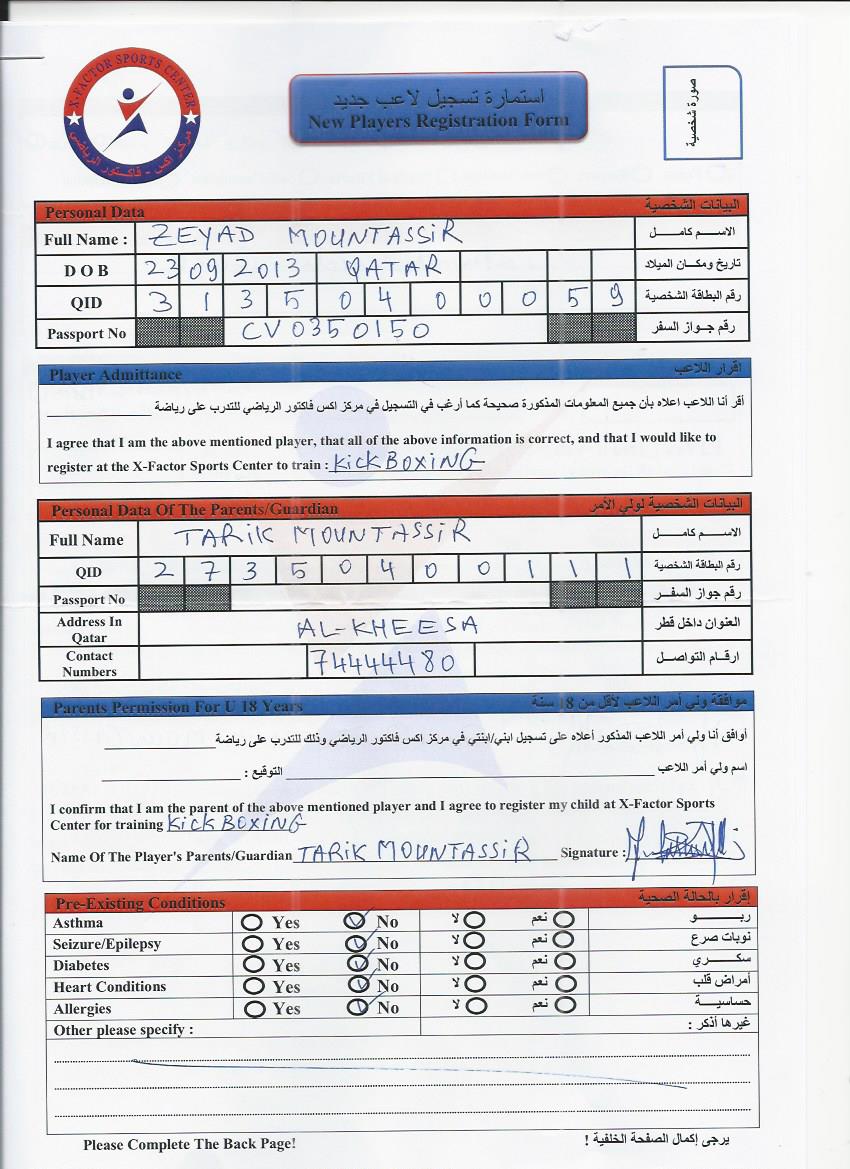 X-FACTOR SPORTS CENTER
مركز اكس - فاكتور الرياضي
استمارة تسجيل لاعب جديد
New Players Registration Form
صورة شخصية
Personal Data البيانات الشخصية
Full Name : ZEYAD MOUNTASSIR الاسم كامل
D O B 23 09 2013 QATAR تاريخ ومكان الميلاد
QID 3 1 3 5 0 4 0 0 0 5 9 رقم البطاقة الشخصية
Passport No CV0350150 رقم جواز السفر
Player Admittance اقرار اللاعب
أقر أنا اللاعب اعلاه بأن جميع المعلومات المذكورة صحيحة كما أرغب في التسجيل في مركز اكس فاكتور الرياضي للتدرب على رياضة
I agree that I am the above mentioned player, that all of the above information is correct, and that I would like to
register at the X-Factor Sports Center to train : Kick BOXING
Personal Data Of The Parents/Guardian البيانات الشخصية لولي الأمر
Full Name TARIK MOUNTASSIR الاسم كامل
QID 2 7 3 5 0 4 0 0 1 1 1 رقم البطاقة الشخصية
Passport No رقم جواز السفر
Address In Qatar AL-KHEESA العنوان داخل قطر
Contact Numbers 74444480 ارقام التواصل
Parents Permission For U 18 Years موافقة ولي أمر اللاعب لأقل من 18 سنة
أوافق أنا ولي أمر اللاعب المذكور أعلاه على تسجيل ابني/ابنتي في مركز اكس فاكتور الرياضي وذلك للتدرب على رياضة
اسم ولي أمر اللاعب التوقيع :
I confirm that I am the parent of the above mentioned player and I agree to register my child at X-Factor Sports
Center for training Kick BOXING
Name Of The Player's Parents/Guardian TARIK MOUNTASSIR Signature :
Pre-Existing Conditions إقرار بالحالة الصحية
Asthma Yes No لا نعم ربو
Seizure/Epilepsy Yes No لا نعم نوبات صرع
Diabetes Yes No لا نعم سكري
Heart Conditions Yes No لا نعم أمراض قلب
Allergies Yes No لا نعم حساسية
Other please specify : غيرها أذكر :
Please Complete The Back Page! يرجى إكمال الصفحة الخلفية !